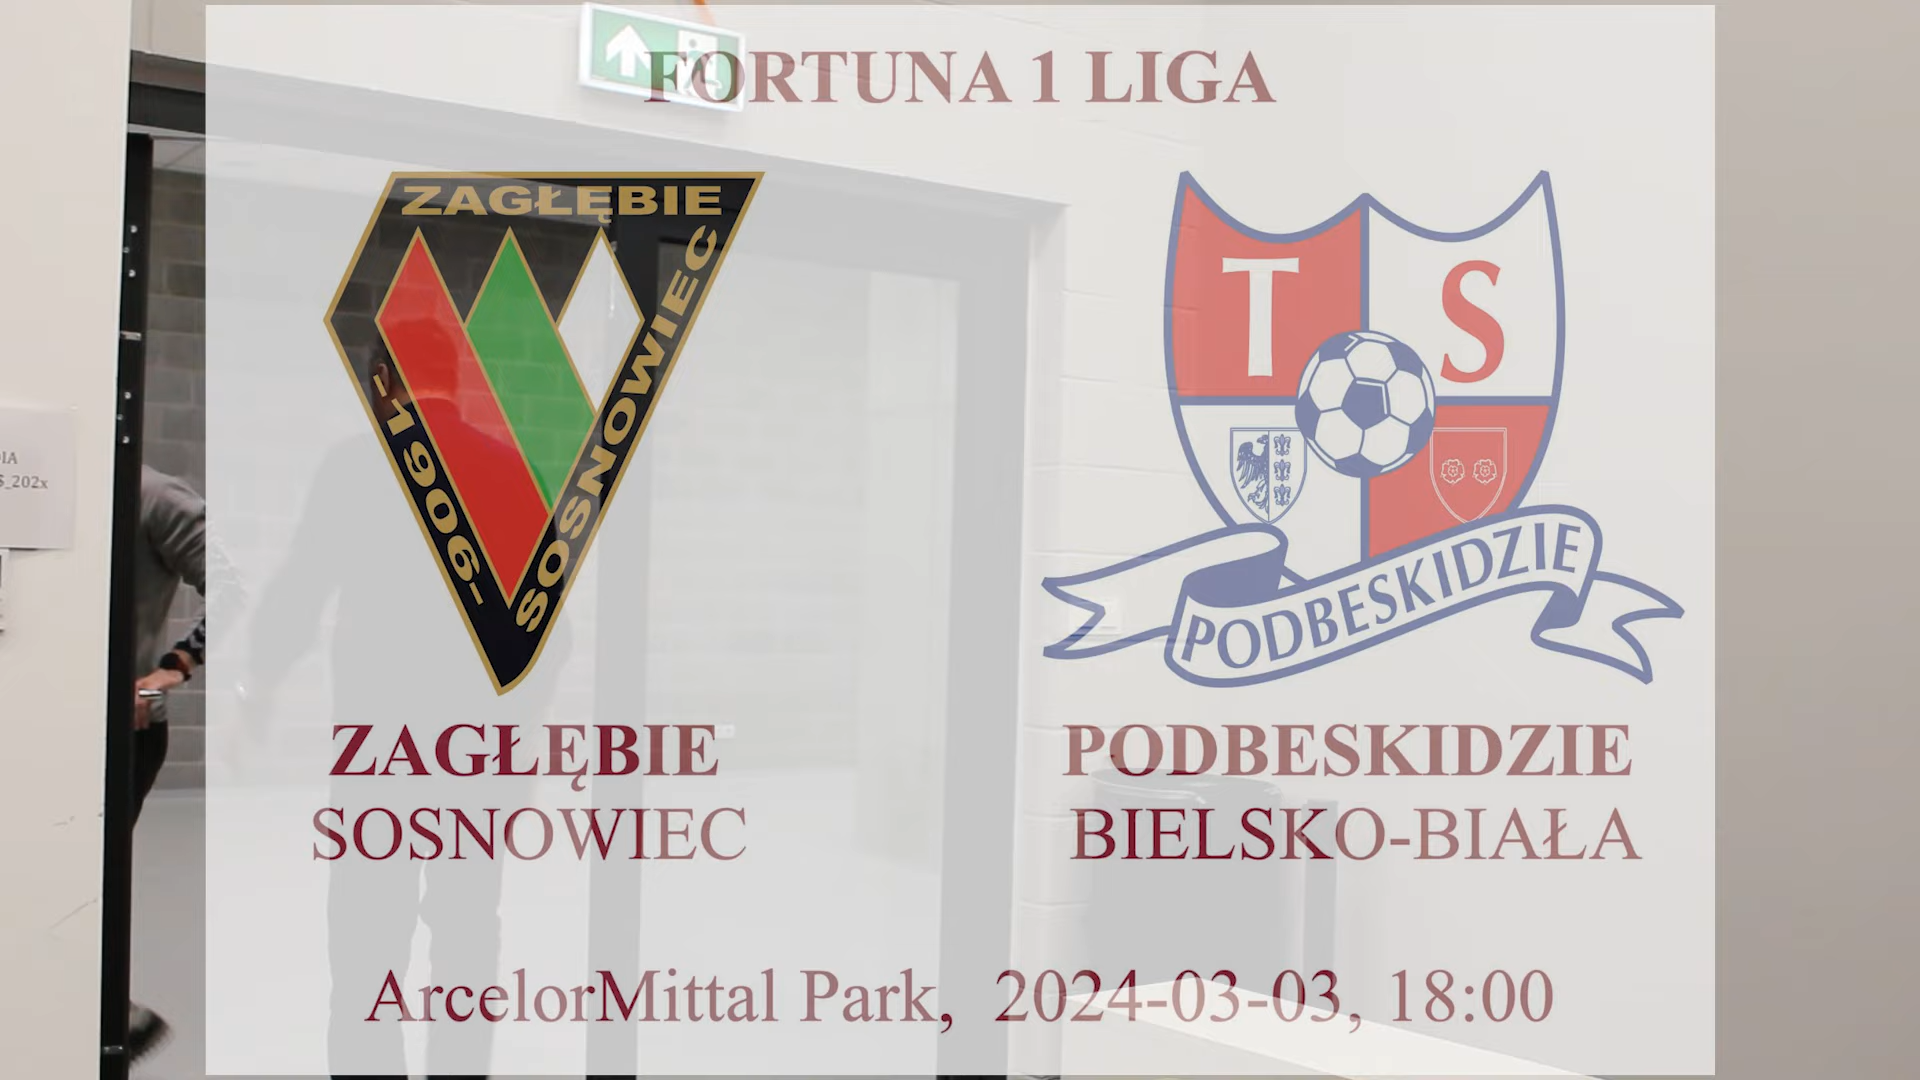 FORTUNA 1 LIGA
ZAGŁĘBIE
SOSNOWIEC
-1906-
T S
PODBESKIDZIE
ZAGŁĘBIE
SOSNOWIEC
PODBESKIDZIE
BIELSKO-BIAŁA
ArcelorMittal Park, 2024-03-03, 18:00
_202x